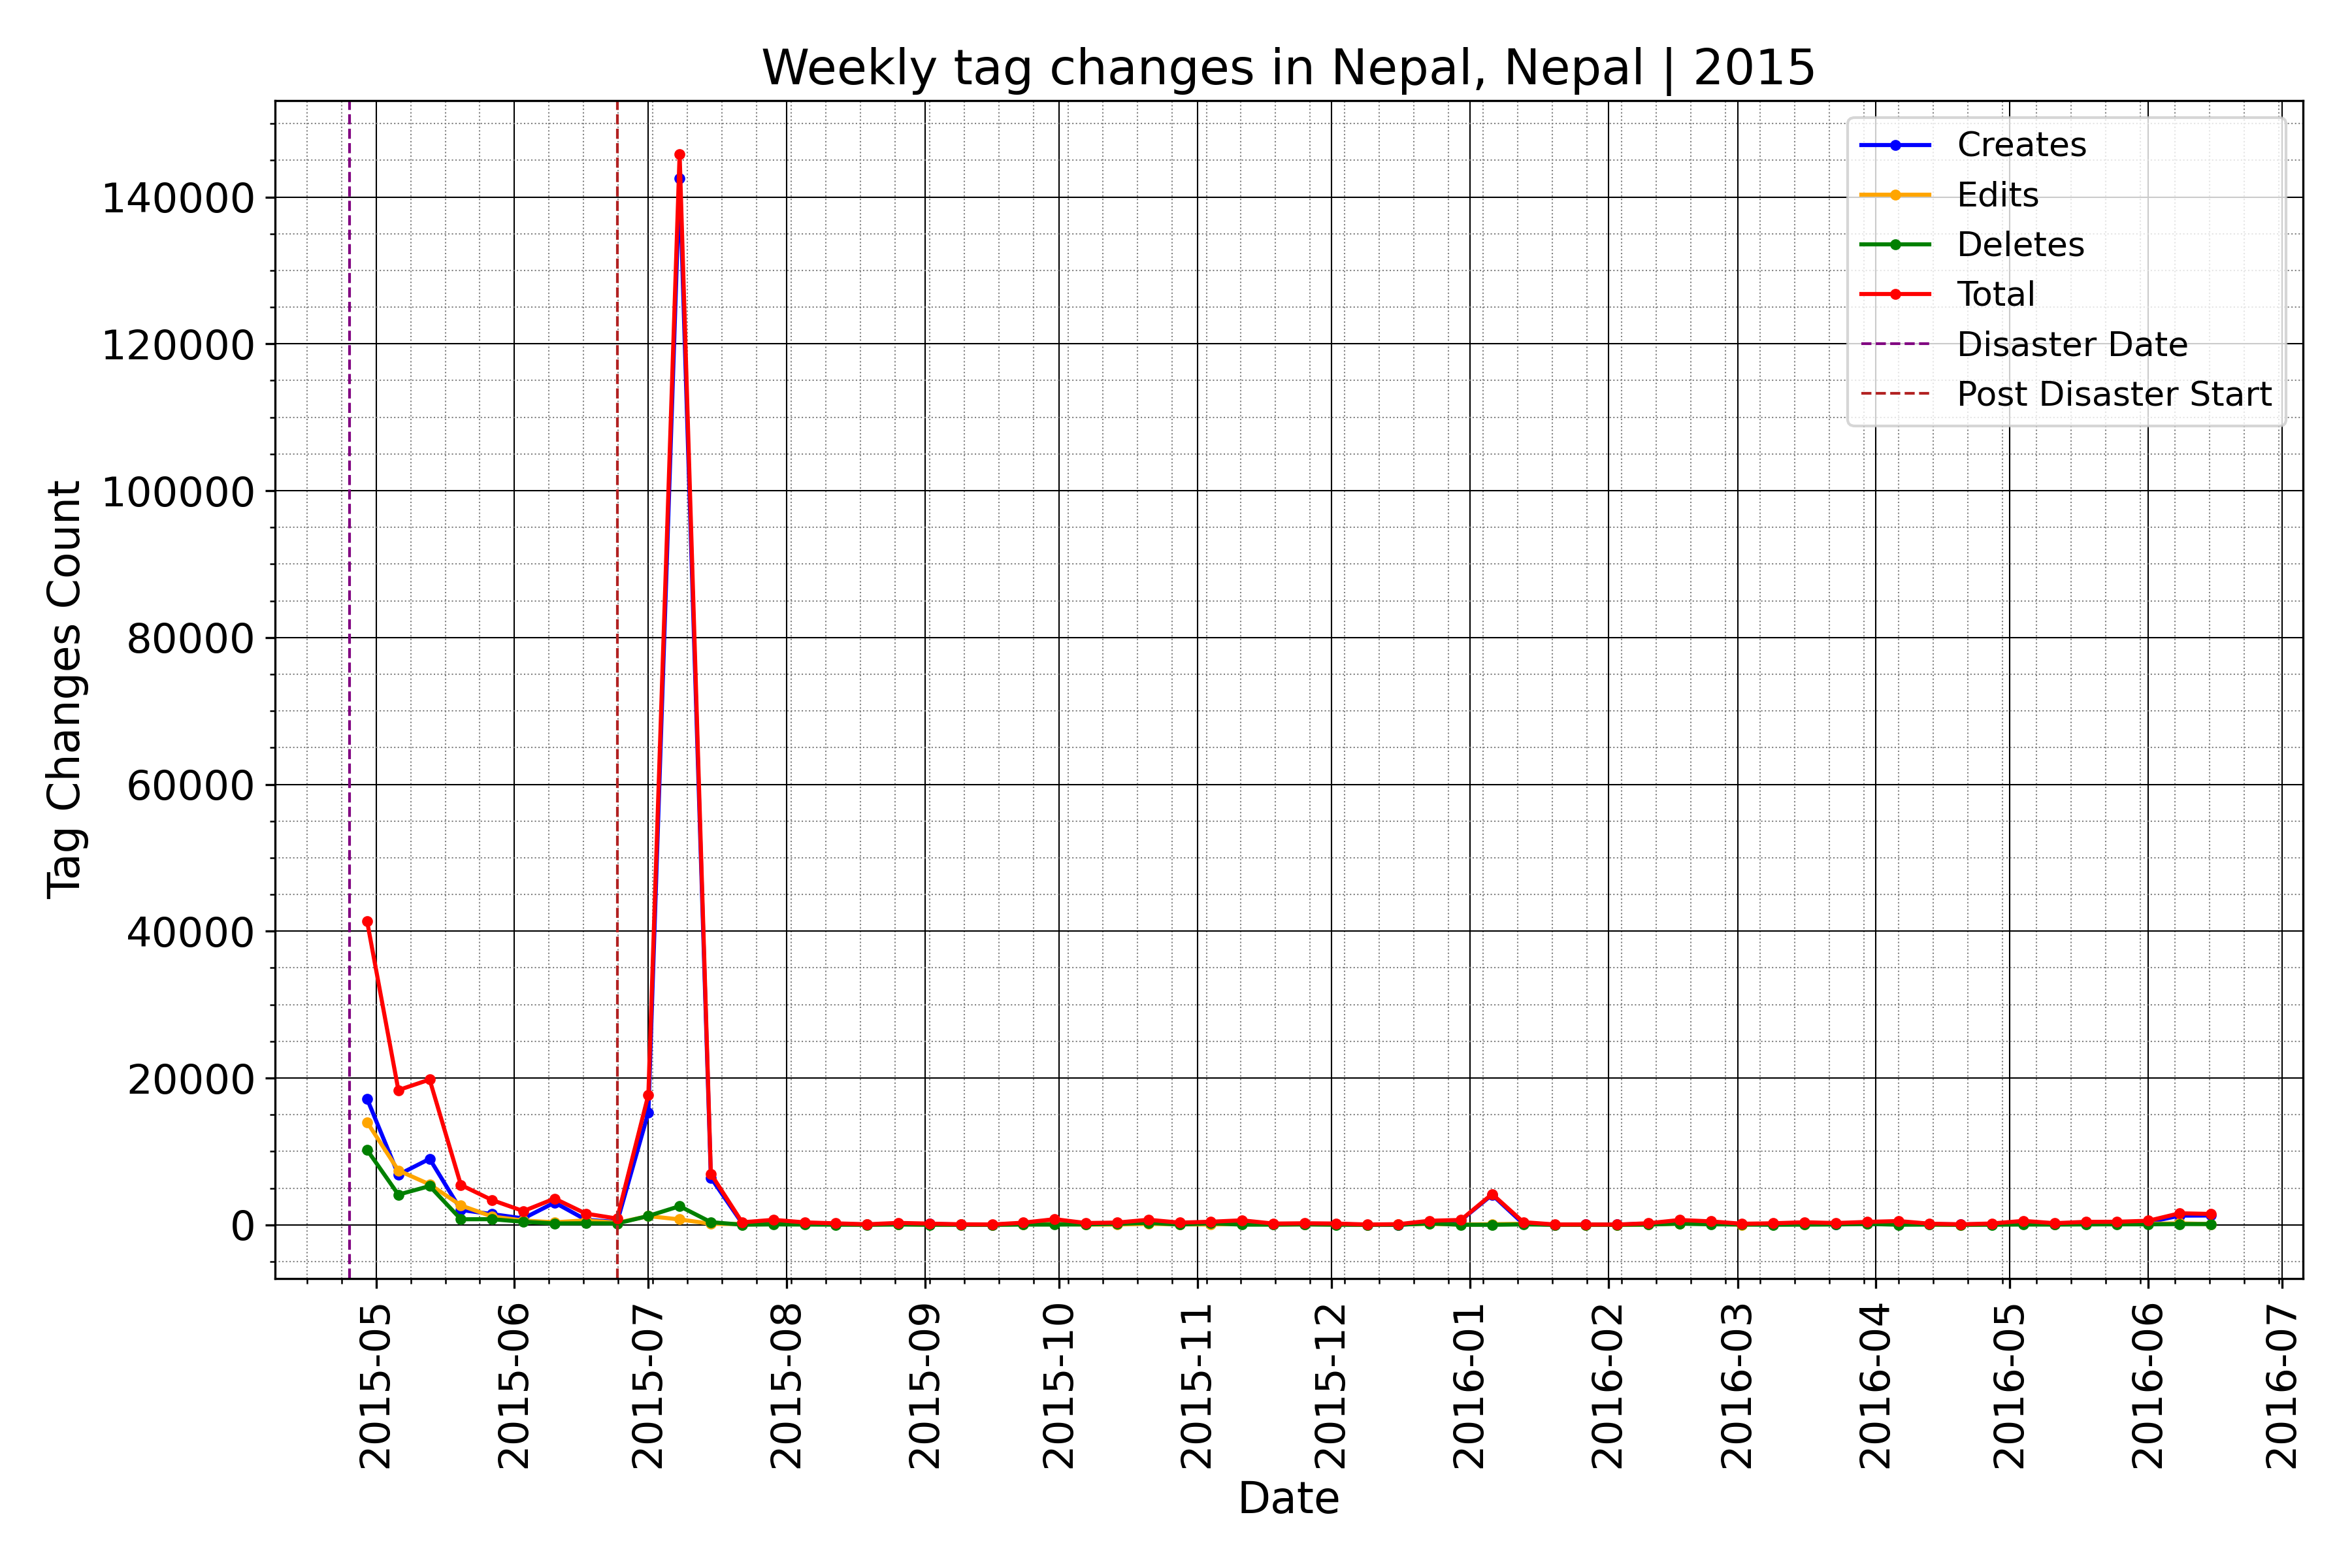 Weekly tag changes in Nepal, Nepal | 2015
Creates
Edits
Deletes
Total
Disaster Date
Post Disaster Start
Tag Changes Count
140000
120000
100000
80000
60000
40000
20000
0
2015-05
2015-06
2015-07
2015-08
2015-09
2015-10
2015-11
2015-12
2016-01
2016-02
2016-03
2016-04
2016-05
2016-06
2016-07
Date